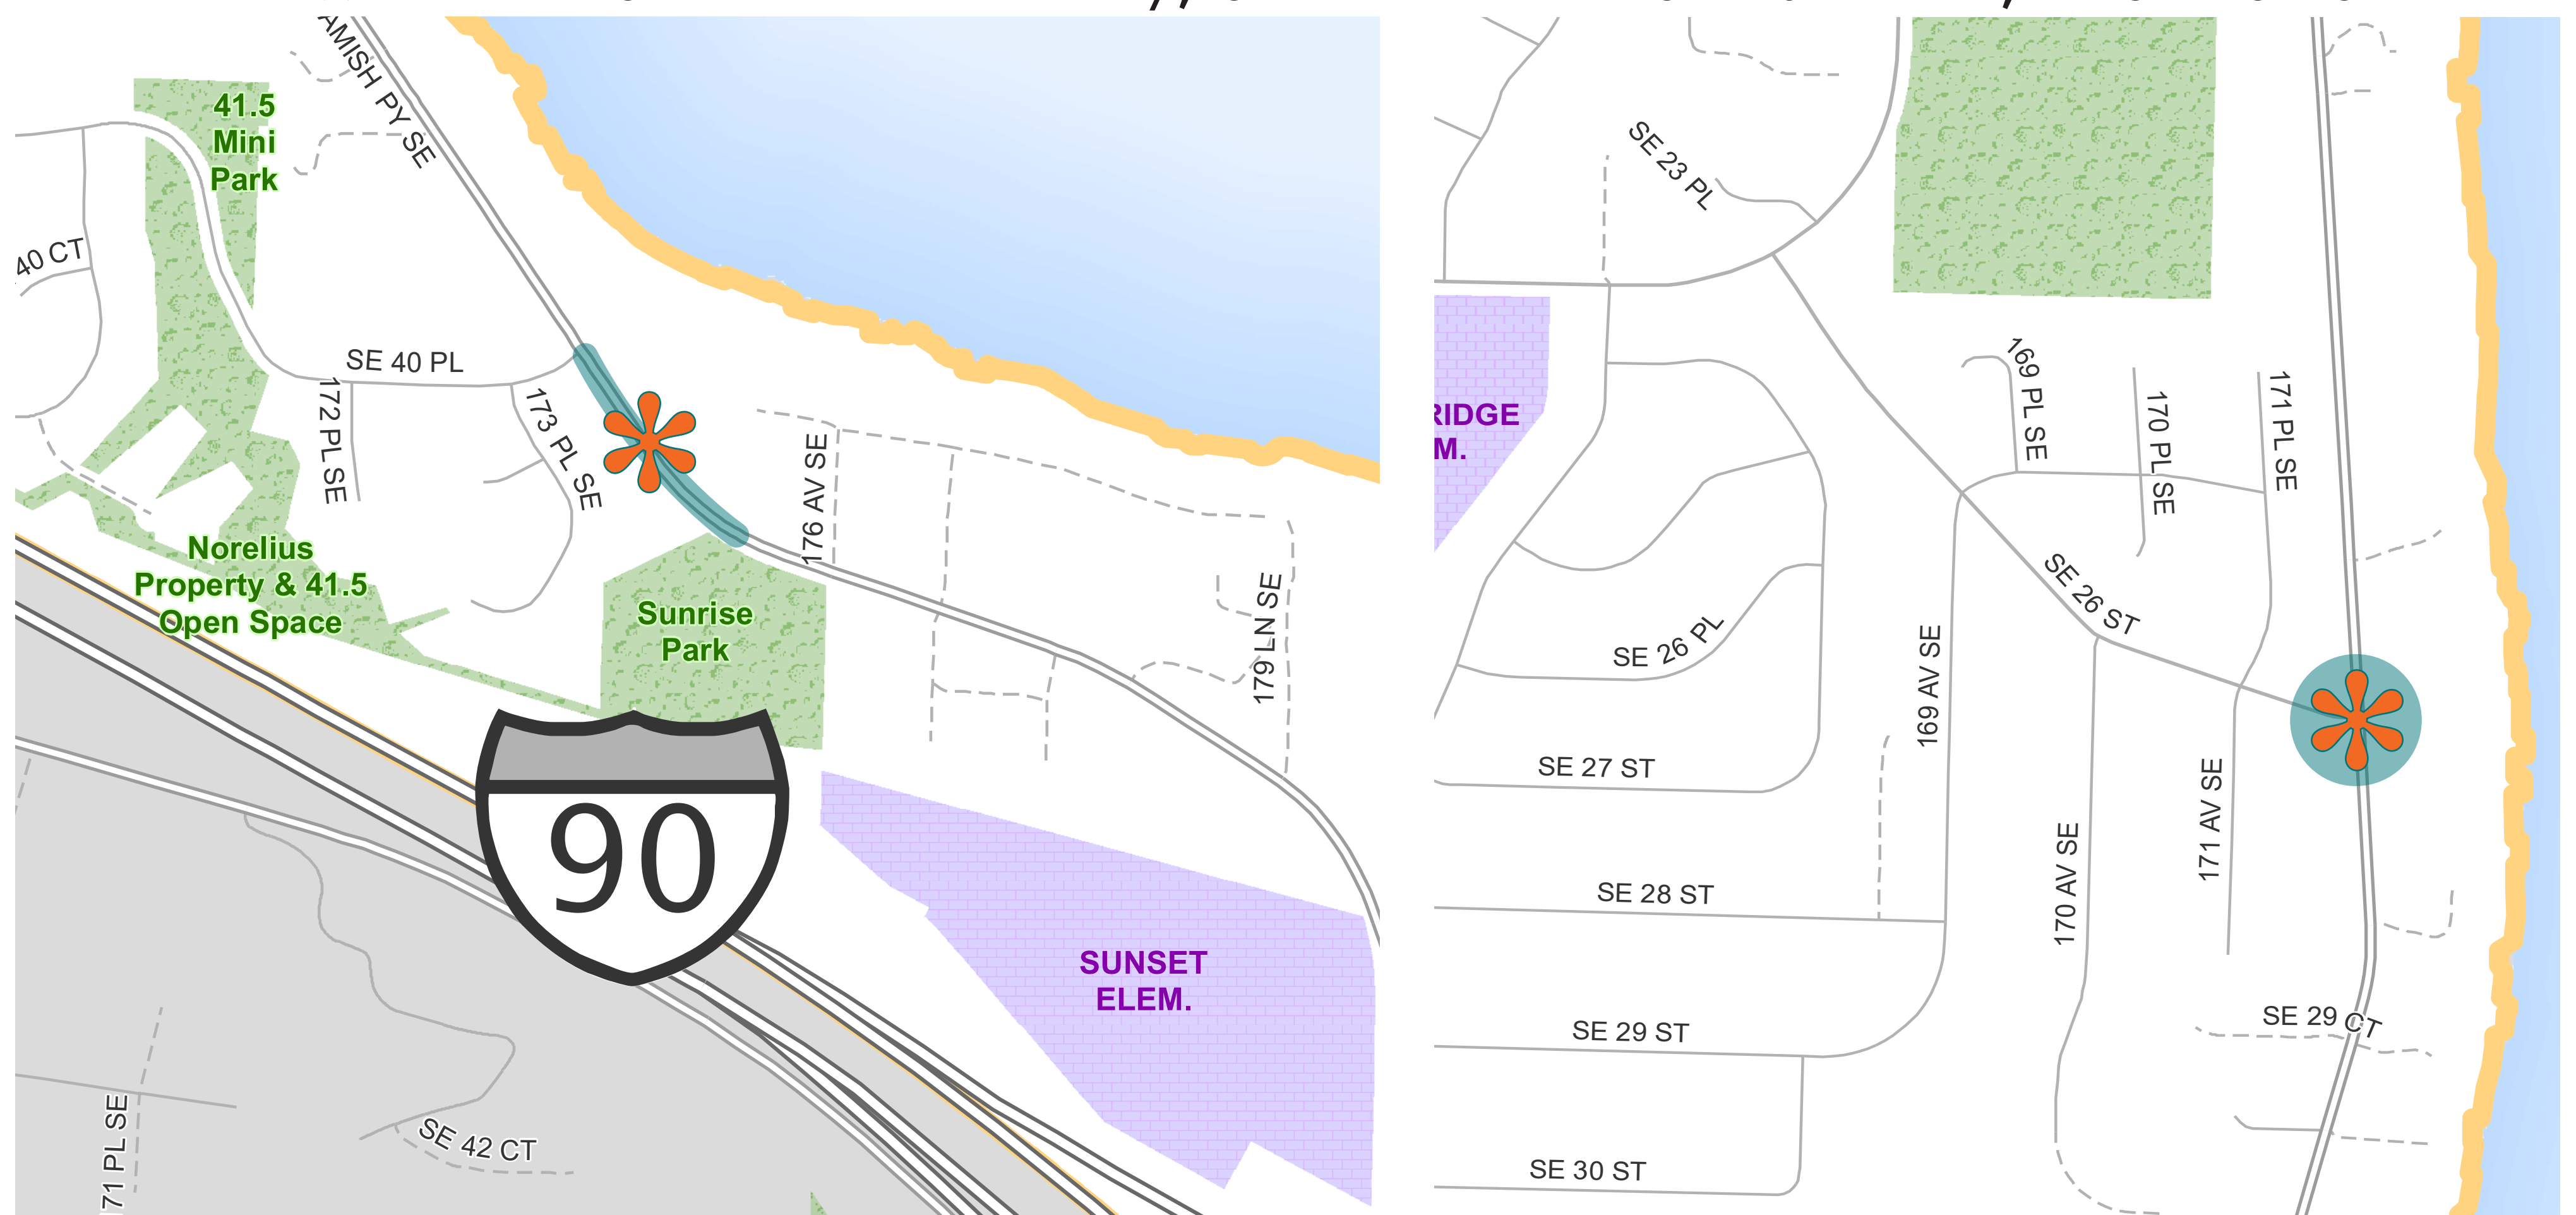 AMISH PY SE
41.5
Mini
Park
40 CT
SE 40 PL
172 PL SE
173 PL SE
176 AV SE
Norelius
Property & 41.5
Open Space
Sunrise
Park
179 LN SE
90
SUNSET
ELEM.
SE 42 CT
71 PL SE
SE 23 PL
RIDGE
M.
169 PL SE
170 PL SE
171 PL SE
SE 26 ST
SE 26 PL
169 AV SE
SE 27 ST
171 AV SE
170 AV SE
SE 28 ST
SE 29 ST
SE 29 CT
SE 30 ST